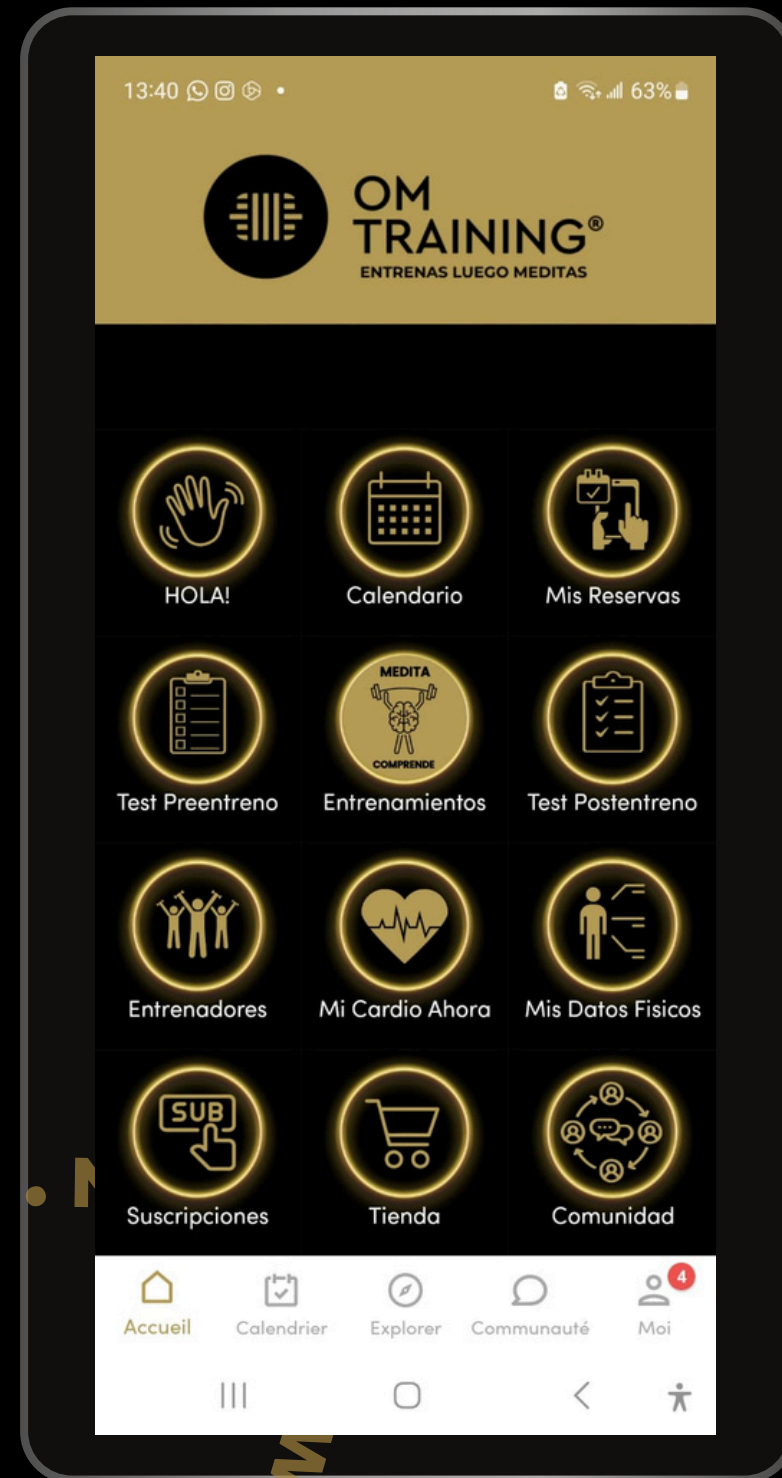 13:40
63%
OM
TRAINING®
ENTRENAS LUEGO MEDITAS
HOLA!
Calendario
Mis Reservas
MEDITA
COMPRENDE
Test Preentreno
Entrenamientos
Test Postentreno
Entrenadores
Mi Cardio Ahora
Mis Datos Fisicos
SUB
Suscripciones
Tienda
Comunidad
4
Accueil
Calendrier
Explorer
Communauté
Moi